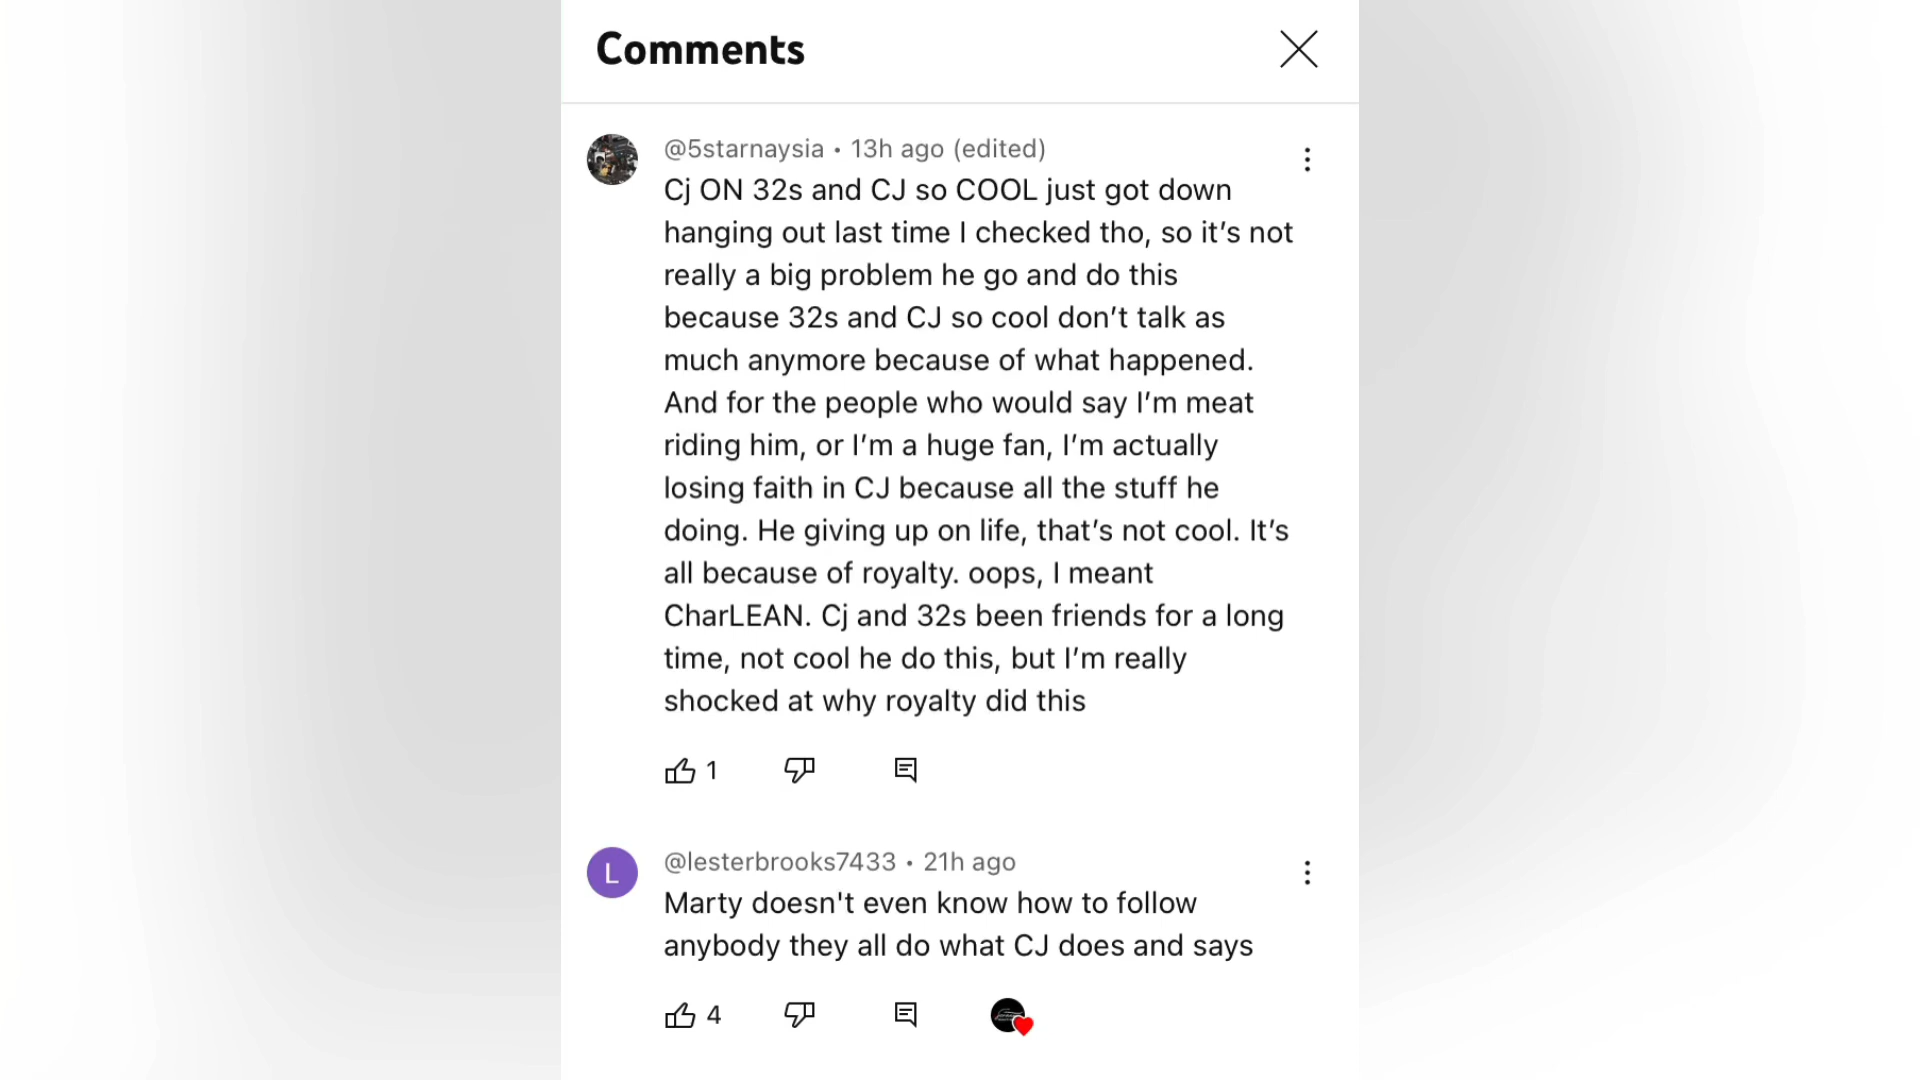 Comments
@5starnaysia • 13h ago (edited)
Cj ON 32s and CJ so COOL just got down
hanging out last time I checked tho, so it’s not
really a big problem he go and do this
because 32s and CJ so cool don’t talk as
much anymore because of what happened.
And for the people who would say I’m meat
riding him, or I’m a huge fan, I’m actually
losing faith in CJ because all the stuff he
doing. He giving up on life, that’s not cool. It’s
all because of royalty. oops, I meant
CharLEAN. Cj and 32s been friends for a long
time, not cool he do this, but I’m really
shocked at why royalty did this
1
L
@lesterbrooks7433 • 21h ago
Marty doesn't even know how to follow
anybody they all do what CJ does and says
4